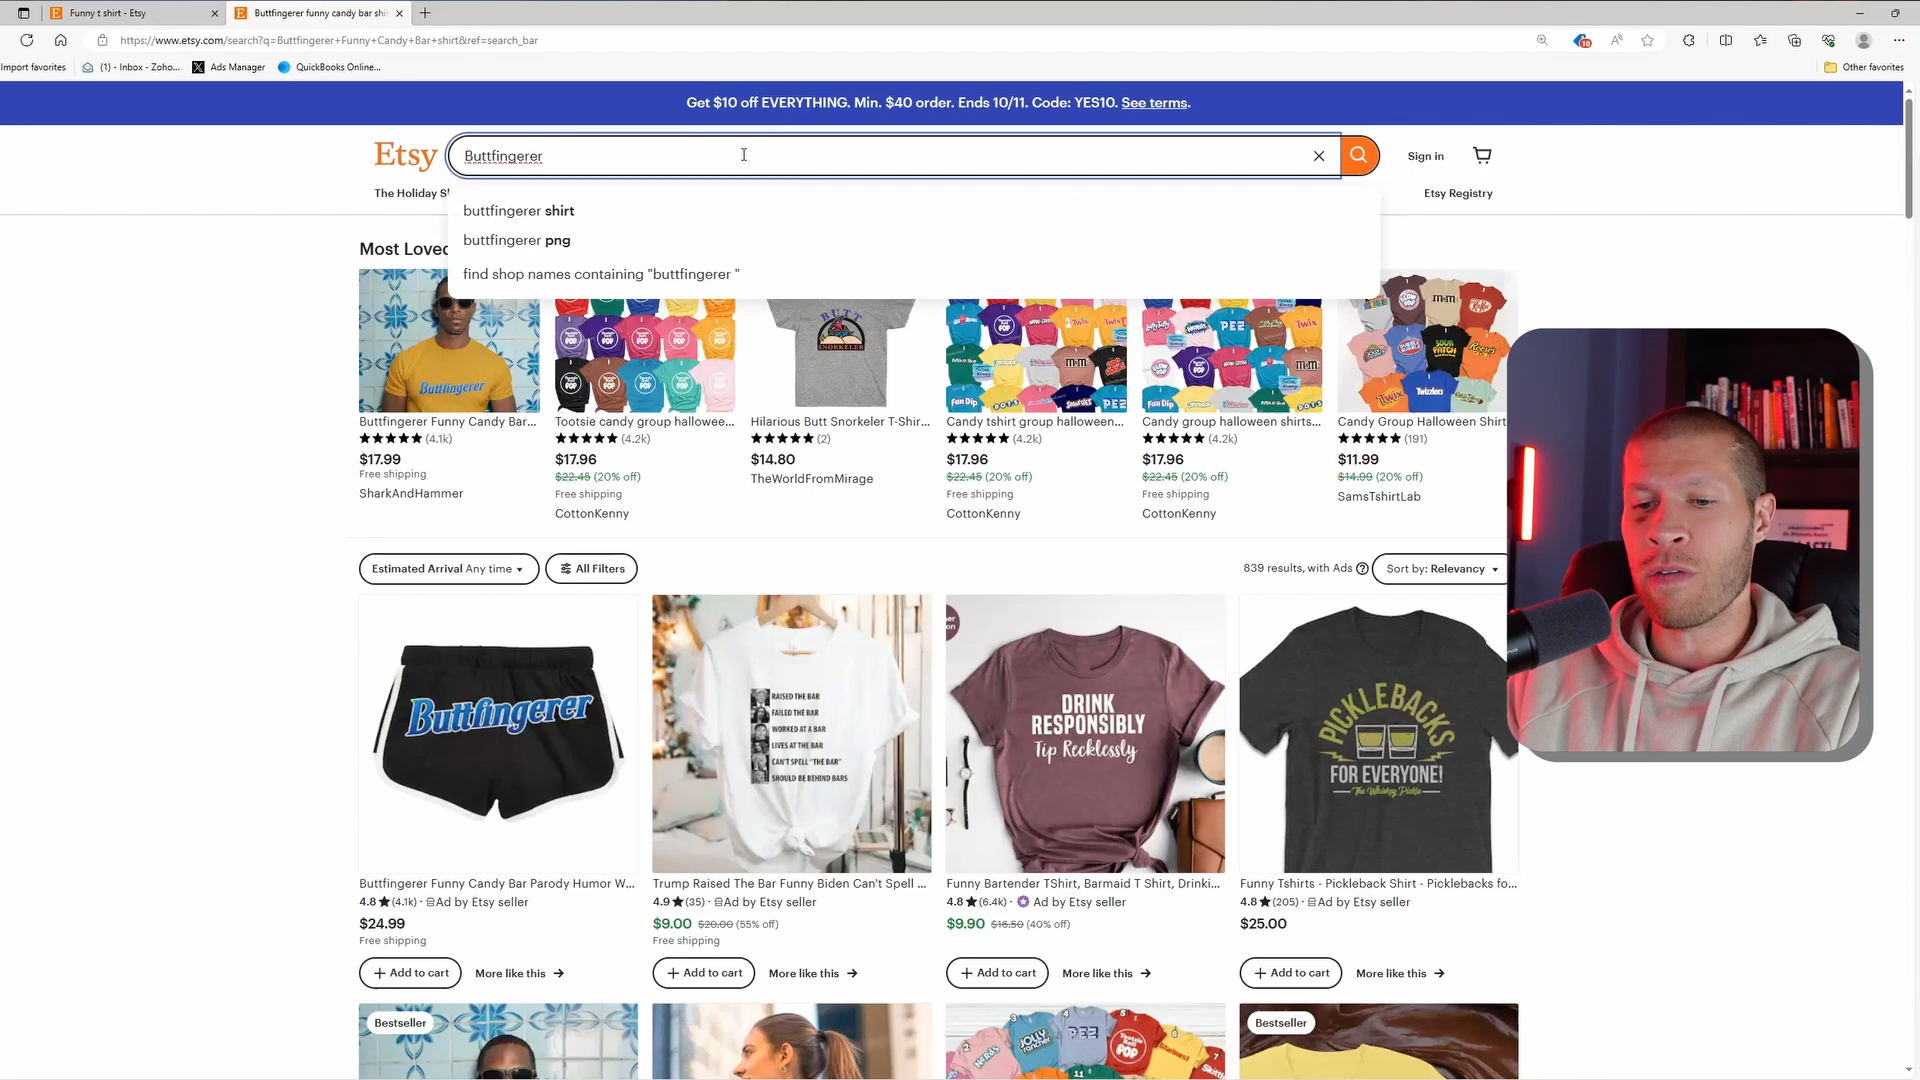 Funny t shirt - Etsy
Buttfingerer funny candy bar shi
https://www.etsy.com/search?q=Buttfingerer+Funny+Candy+Bar+shirt&ref=search_bar
10
Import favorites
(1) - Inbox - Zoho...
Ads Manager
QuickBooks Online...
Other favorites
Get $10 off EVERYTHING. Min. $40 order. Ends 10/11. Code: YES10. See terms.
Etsy
Buttfingerer
Sign in
The Holiday S
Etsy Registry
buttfingerer shirt
buttfingerer png
find shop names containing "buttfingerer "
Most Loved
Buttfingerer
BUTT
SNORKELER
Buttfingerer Funny Candy Bar...
Tootsie candy group hallowee...
Hilarious Butt Snorkeler T-Shir...
Candy tshirt group halloween...
Candy group halloween shirts...
Candy Group Halloween Shirt
(4.1k)
(4.2k)
(2)
(4.2k)
(4.2k)
(191)
$17.99
$17.96
$14.80
$17.96
$17.96
$11.99
Free shipping
$22.45 (20% off)
TheWorldFromMirage
$22.45 (20% off)
$22.45 (20% off)
$14.99 (20% off)
SharkAndHammer
Free shipping
Free shipping
Free shipping
SamsTshirtLab
CottonKenny
CottonKenny
CottonKenny
Estimated Arrival Any time
All Filters
839 results, with Ads
Sort by: Relevancy
Buttfingerer
RAISED THE BAR
FAILED THE BAR
WORKED AT A BAR
LIVES AT THE BAR
CAN'T SPELL "THE BAR"
SHOULD BE BEHIND BARS
DRINK
RESPONSIBLY
Tip Recklessly
PICKLEBACKS
FOR EVERYONE!
The Whiskey Pickle
Buttfingerer Funny Candy Bar Parody Humor W...
Trump Raised The Bar Funny Biden Can't Spell ...
Funny Bartender TShirt, Barmaid T Shirt, Drinki...
Funny Tshirts - Pickleback Shirt - Picklebacks fo...
4.8 (4.1k) · Ad by Etsy seller
4.9 (35) · Ad by Etsy seller
4.8 (6.4k) · Ad by Etsy seller
4.8 (205) · Ad by Etsy seller
$24.99
$9.00 $20.00 (55% off)
$9.90 $16.50 (40% off)
$25.00
Free shipping
Free shipping
Add to cart
More like this
Add to cart
More like this
Add to cart
More like this
Add to cart
More like this
Bestseller
Bestseller
NeRds
JOLLY
RANCHER
PEZ
Tootsie
Roll
POP
starburst
Skittles